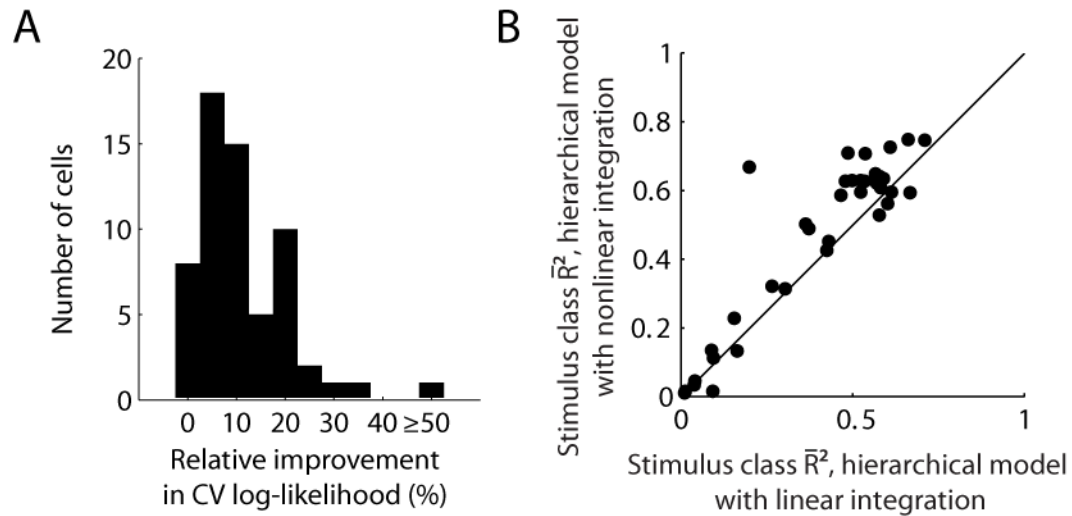 A
Number of cells
20
15
10
5
0
0 10 20 30 40 ≥50
Relative improvement
in CV log-likelihood (%)
B
Stimulus class R̅², hierarchical model
with nonlinear integration
1
0.8
0.6
0.4
0.2
0
0 0.5 1
Stimulus class R̅², hierarchical model
with linear integration